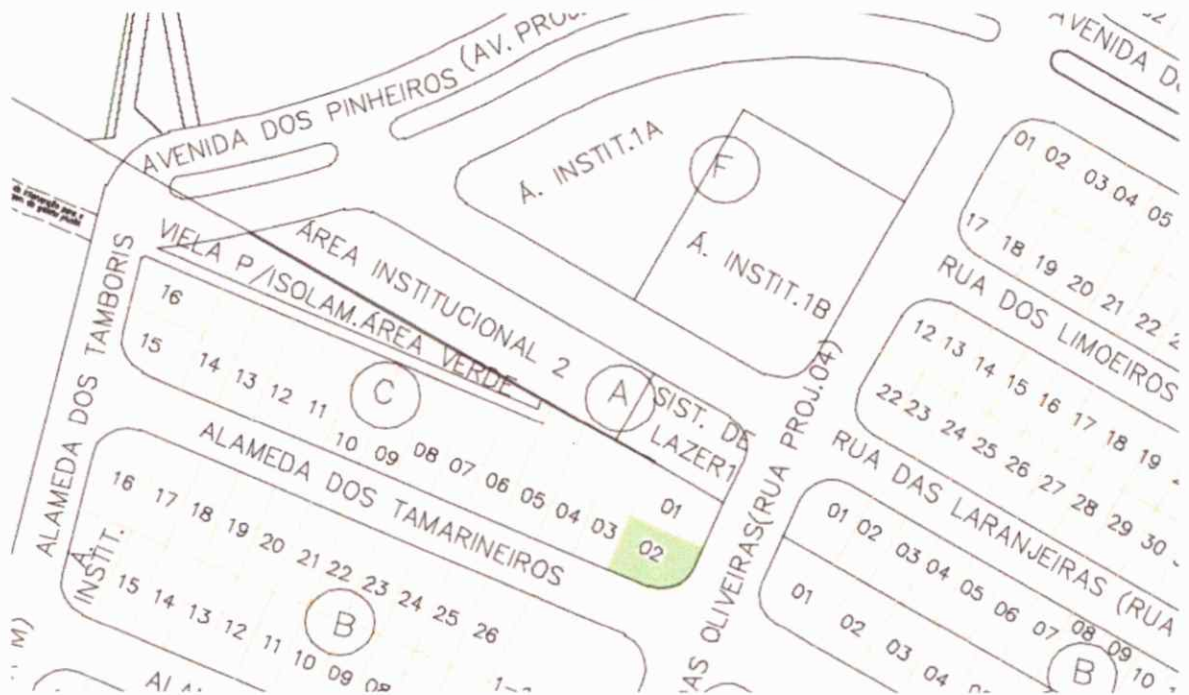 AVENIDA DOS PINHEIROS (AV. PROJ.
AVENIDA D
Á. INSTIT.1A
F
Á. INSTIT.1B
01 02 03 04 05
17 18 19 20 21 22
RUA DOS LIMOEIROS
12 13 14 15 16 17 18 19
22 23 24 25 26 27 28 29 30
RUA DAS LARANJEIRAS (RUA
01 02 03 04 05 06 07 08 09 10
01 02 03 04
B
VIELA P/ISOLAM.ÁREA VERDE
ÁREA INSTITUCIONAL 2
A
SIST. DE
LAZER1
ALAMEDA DOS TAMBORIS
16
15 14 13 12 11 10 09 08 07 06 05 04 03 02
01
C
ALAMEDA DOS TAMARINEIROS
AS OLIVEIRAS(RUA PROJ.04)
16 17 18 19 20 21 22 23 24 25 26
Á.
INSTIT.
15 14 13 12 11 10 09 08
B
M)